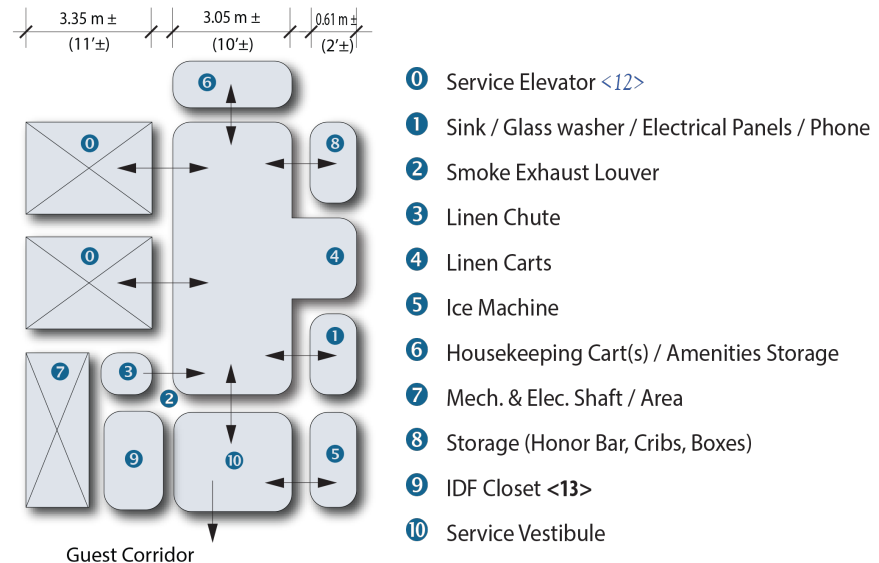 3.35 m ± 3.05 m ± 0.61 m ±
(11’±) (10’±) (2’±)
6
0
8
0
4
1
7
3
2
9
10
5
Guest Corridor
0 Service Elevator <12>
1 Sink / Glass washer / Electrical Panels / Phone
2 Smoke Exhaust Louver
3 Linen Chute
4 Linen Carts
5 Ice Machine
6 Housekeeping Cart(s) / Amenities Storage
7 Mech. & Elec. Shaft / Area
8 Storage (Honor Bar, Cribs, Boxes)
9 IDF Closet <13>
10 Service Vestibule